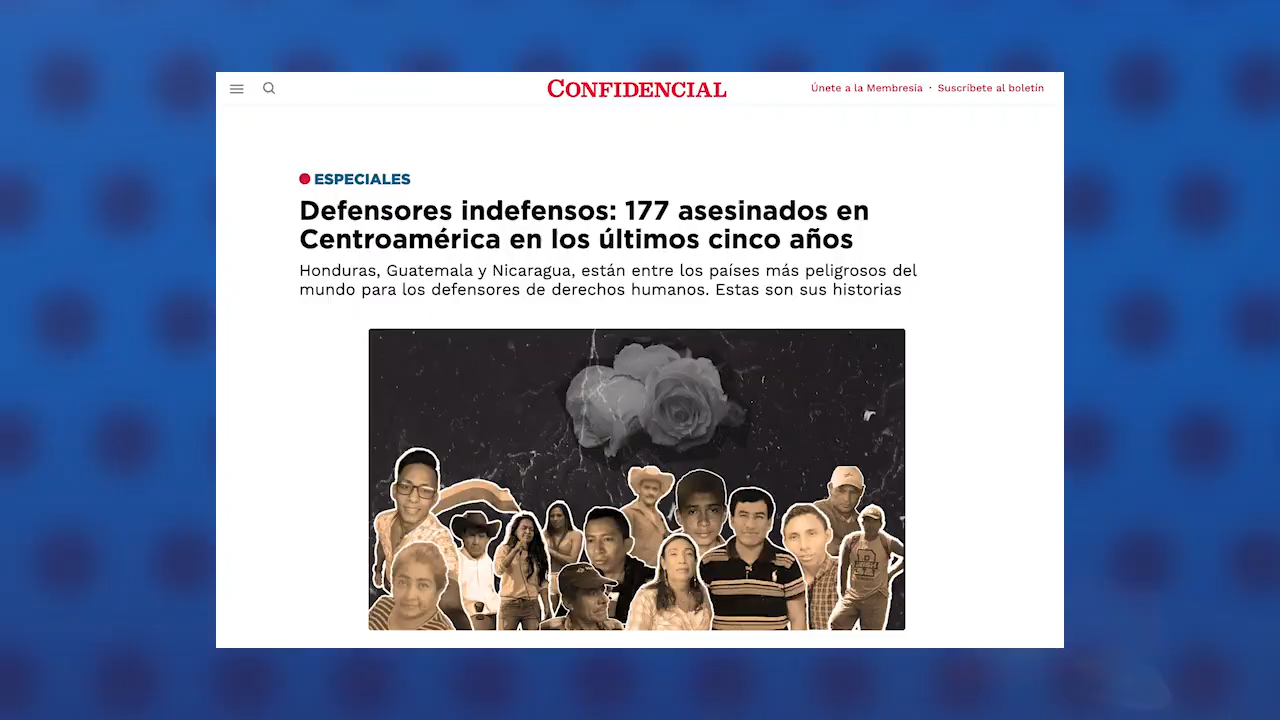 CONFIDENCIAL
Únete a la Membresía · Suscríbete al boletín
ESPECIALES
Defensores indefensos: 177 asesinados en
Centroamérica en los últimos cinco años
Honduras, Guatemala y Nicaragua, están entre los países más peligrosos del
mundo para los defensores de derechos humanos. Estas son sus historias